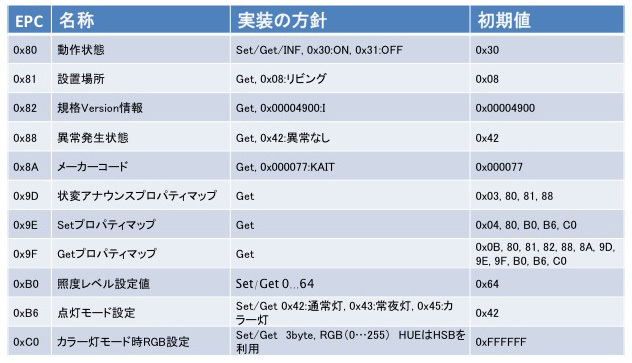 EPC 名称 実装の方針 初期値
0x80 動作状態 Set/Get/INF, 0x30:ON, 0x31:OFF 0x30
0x81 設置場所 Get, 0x08:リビング 0x08
0x82 規格Version情報 Get, 0x00004900:I 0x00004900
0x88 異常発生状態 Get, 0x42:異常なし 0x42
0x8A メーカーコード Get, 0x000077:KAIT 0x000077
0x9D 状変アナウンスプロパティマップ Get 0x03, 80, 81, 88
0x9E Setプロパティマップ Get 0x04, 80, B0, B6, C0
0x9F Getプロパティマップ Get 0x0B, 80, 81, 82, 88, 8A, 9D,
9E, 9F, B0, B6, C0
0xB0 照度レベル設定値 Set/Get 0…64 0x64
0xB6 点灯モード設定 Set/Get 0x42:通常灯, 0x43:常夜灯, 0x45:カ
ラー灯 0x42
0xC0 カラー灯モード時RGB設定 Set/Get 3byte, RGB(0…255) HUEはHSBを
利用 0xFFFFFF